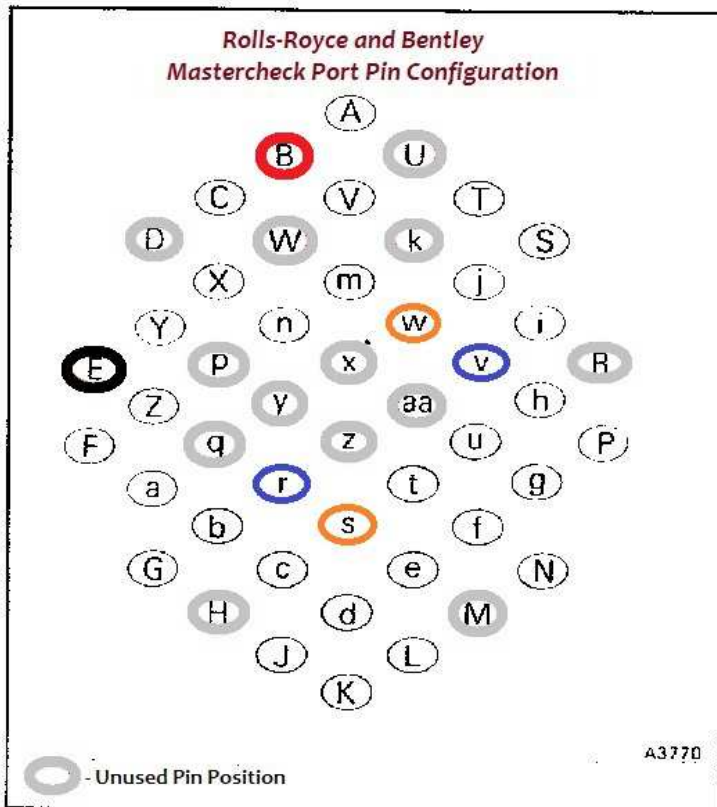 Rolls-Royce and Bentley
Mastercheck Port Pin Configuration
A
B U
C V T
D W k S
X m j
Y n w i
E p x v R
Z y aa h
F q z u P
a r t g
b s f
G c e N
H d M
J L
K
A3770
- Unused Pin Position